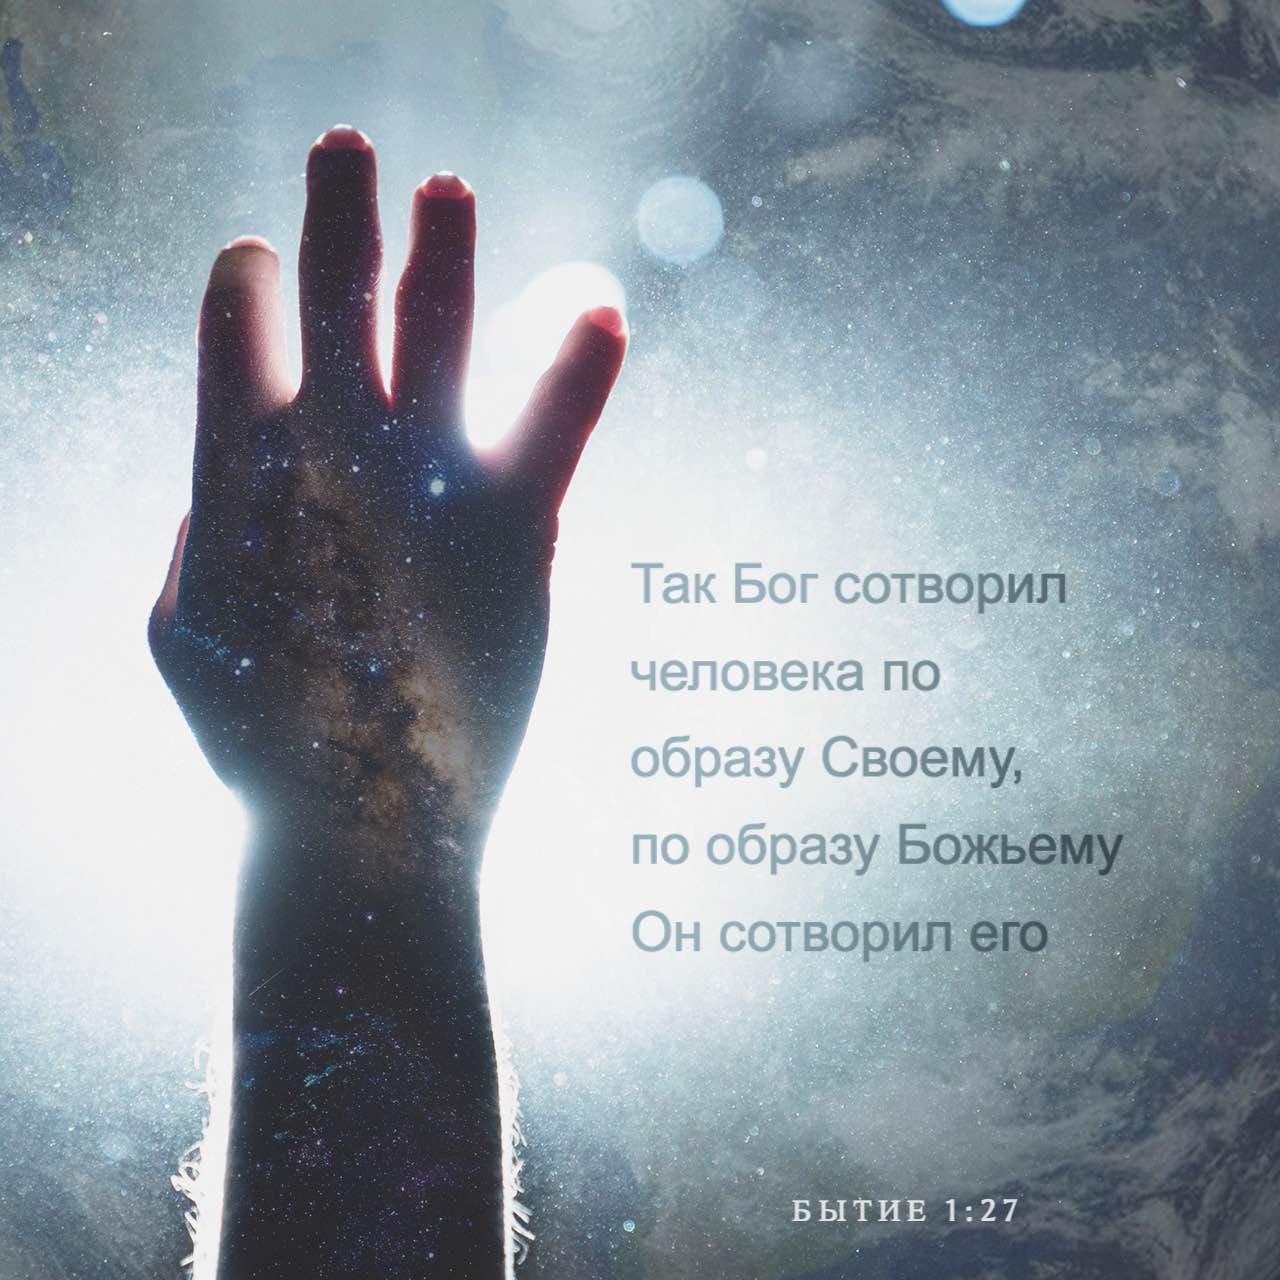 Так Бог сотворил
человека по
образу Своему,
по образу Божьему
Он сотворил его
БЫТИЕ 1:27